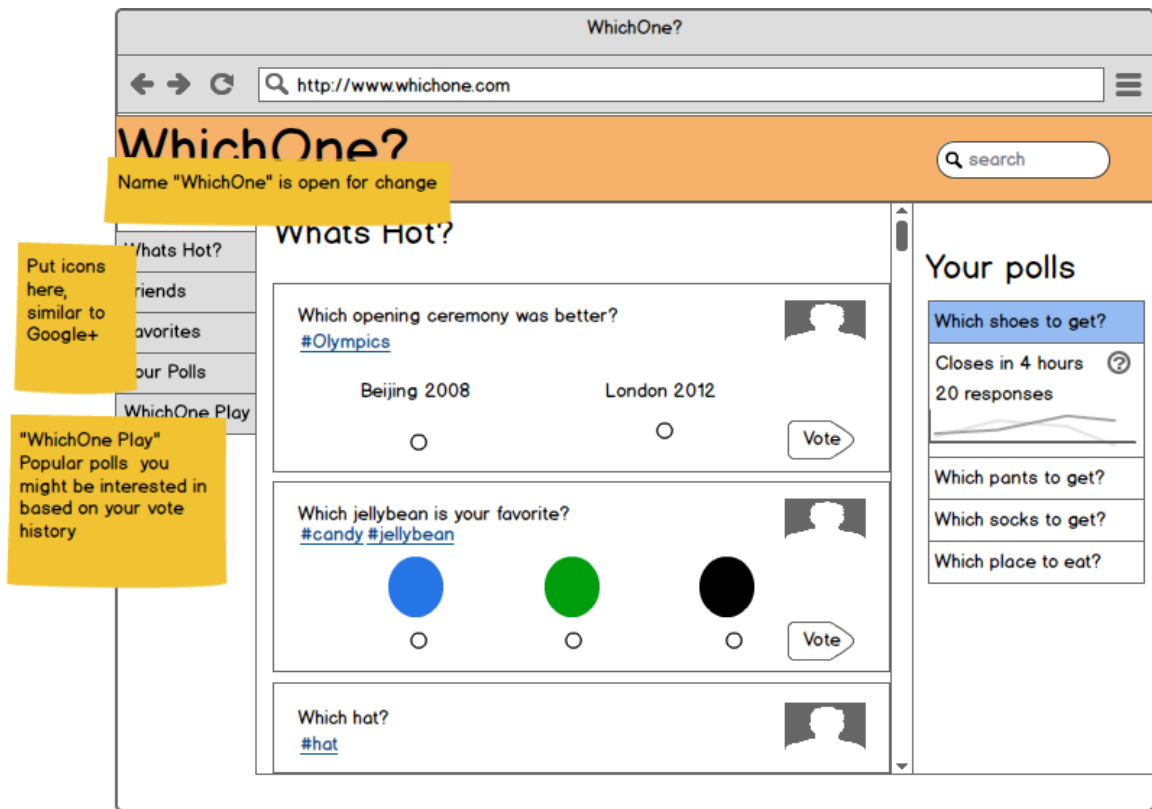 WhichOne?
http://www.whichone.com
WhichOne?
search
Name "WhichOne" is open for change
Whats Hot?
Friends
Favorites
Your Polls
WhichOne Play
Put icons
here,
similar to
Google+
"WhichOne Play"
Popular polls you
might be interested in
based on your vote
history
Whats Hot?
Which opening ceremony was better?
#Olympics
Beijing 2008
London 2012
Vote
Which jellybean is your favorite?
#candy #jellybean
Vote
Which hat?
#hat
Your polls
Which shoes to get?
Closes in 4 hours ?
20 responses
Which pants to get?
Which socks to get?
Which place to eat?